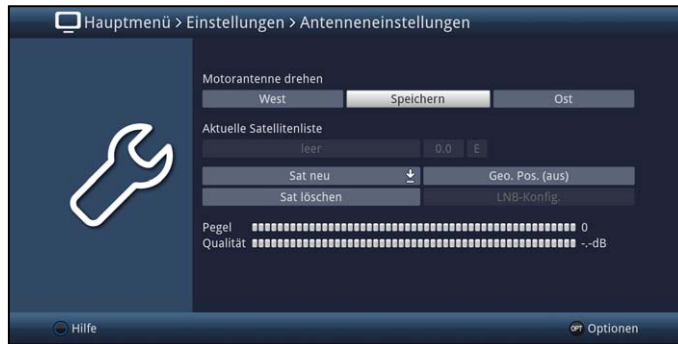 Hauptmenü > Einstellungen > Antenneneinstellungen
Motorantenne drehen
West Speichern Ost
Aktuelle Satellitenliste
leer 0.0 E
Sat neu Geo. Pos. (aus)
Sat löschen LNB-Konfig.
Pegel 0
Qualität -.-dB
Hilfe OPT Optionen